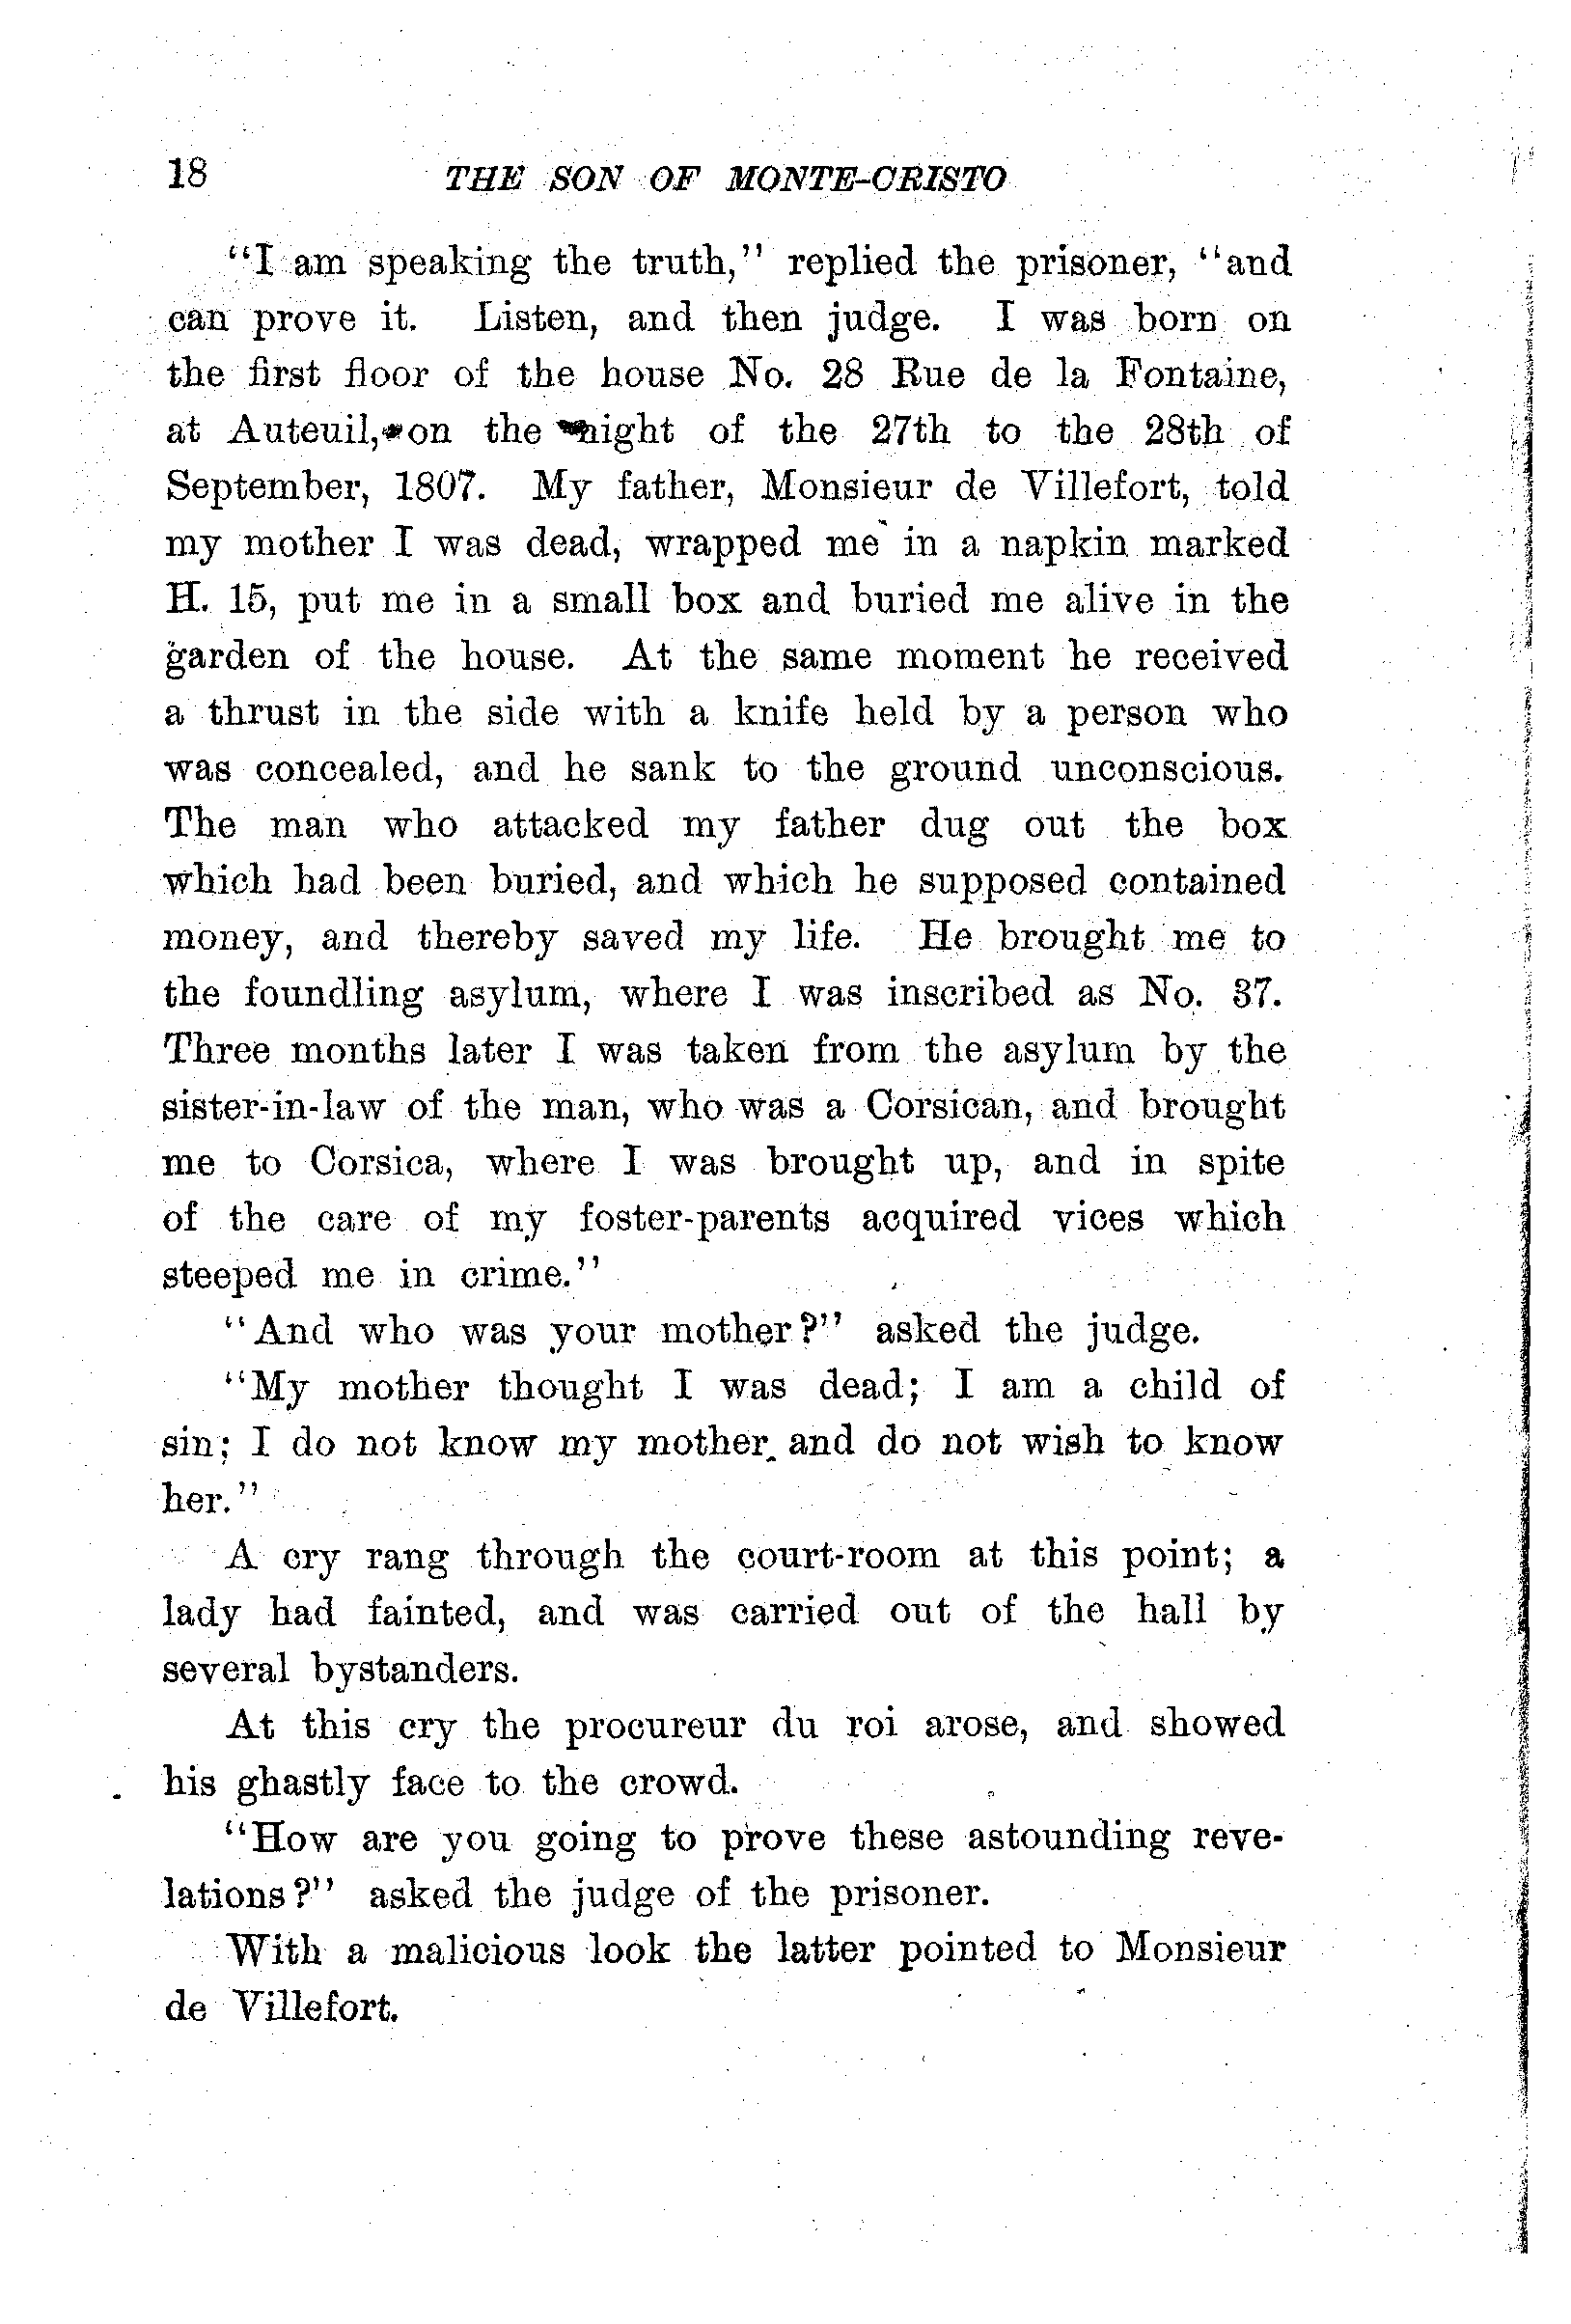 18 THE SON OF MONTE-CRISTO
"I am speaking the truth," replied the prisoner, "and
can prove it. Listen, and then judge. I was born on
the first floor of the house No. 28 Rue de la Fontaine,
at Auteuil, on the night of the 27th to the 28th of
September, 1807. My father, Monsieur de Villefort, told
my mother I was dead, wrapped me in a napkin marked
H. 15, put me in a small box and buried me alive in the
garden of the house. At the same moment he received
a thrust in the side with a knife held by a person who
was concealed, and he sank to the ground unconscious.
The man who attacked my father dug out the box
which had been buried, and which he supposed contained
money, and thereby saved my life. He brought me to
the foundling asylum, where I was inscribed as No. 37.
Three months later I was taken from the asylum by the
sister-in-law of the man, who was a Corsican, and brought
me to Corsica, where I was brought up, and in spite
of the care of my foster-parents acquired vices which
steeped me in crime."
"And who was your mother?" asked the judge.
"My mother thought I was dead; I am a child of
sin; I do not know my mother and do not wish to know
her."
A cry rang through the court-room at this point; a
lady had fainted, and was carried out of the hall by
several bystanders.
At this cry the procureur du roi arose, and showed
his ghastly face to the crowd.
"How are you going to prove these astounding reve-
lations?" asked the judge of the prisoner.
With a malicious look the latter pointed to Monsieur
de Villefort.